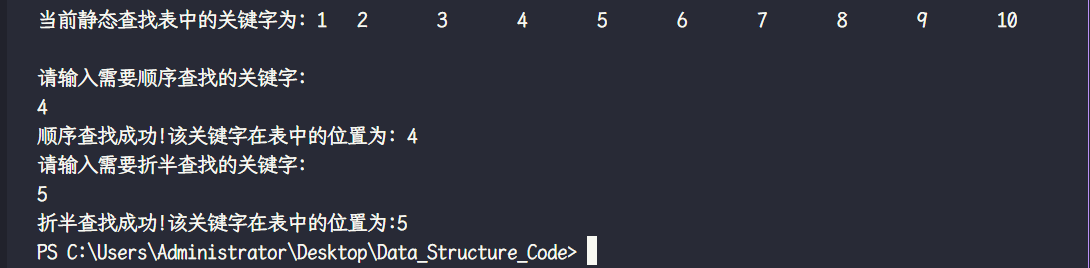 当前静态查找表中的关键字为: 1 2 3 4 5 6 7 8 9 10
请输入需要顺序查找的关键字:
4
顺序查找成功!该关键字在表中的位置为: 4
请输入需要折半查找的关键字:
5
折半查找成功!该关键字在表中的位置为:5
PS C:\Users\Administrator\Desktop\Data_Structure_Code>